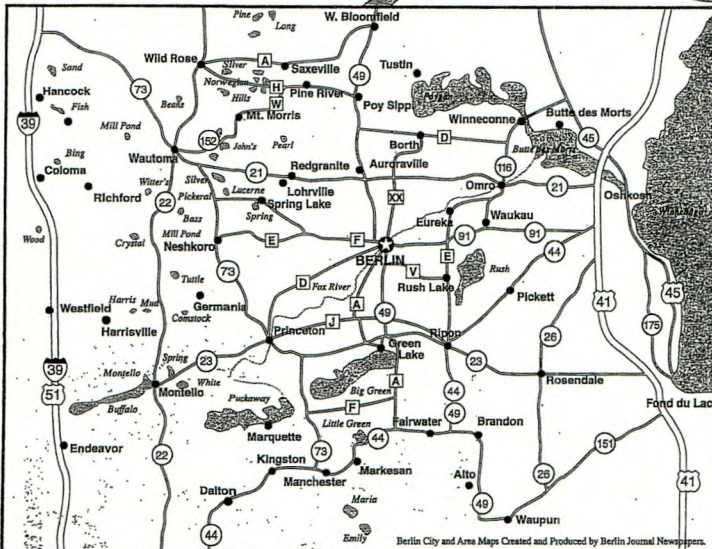 Pine
Long
W. Bloomfield
Wild Rose
Silver
A
Saxeville
Tustin
49
Sand
Hancock
73
Norwegian
H
Pine River
Hills
W
Poy Sippi
Poygan
Beans
Fish
39
Mt. Morris
Winneconne
Butte des Morts
Mill Pond
152
John's
Pearl
Borth
D
45
Butte des Morts
Bing
Wautoma
Redgranite
Auroraville
116
Coloma
21
Omro
21
Oshkosh
Richford
Witter's
Silver
Lucerne
Lohrville
Pickeral
Spring Lake
XX
22
Bass
Spring
Eureka
Waukau
Winnebago
Wood
Crystal
Mill Pond
Neshkoro
E
F
91
91
BERLIN
E
44
Tuttle
73
D
Fox River
V
Rush
Rush Lake
41
45
Westfield
Harris
Mud
Germania
Pickett
Harrisville
Comstock
A
49
J
26
175
Princeton
Green
Lake
Ripon
Spring
23
39
51
Montello
White
23
Rosendale
Montello
Big Green
A
44
Buffalo
Puckaway
F
49
Fond du Lac
Little Green
Fairwater
Brandon
Marquette
44
151
Endeavor
22
73
Kingston
Markesan
Manchester
Alto
26
41
Dalton
49
Maria
Waupun
44
Emily
Berlin City and Area Maps Created and Produced by Berlin Journal Newspapers.